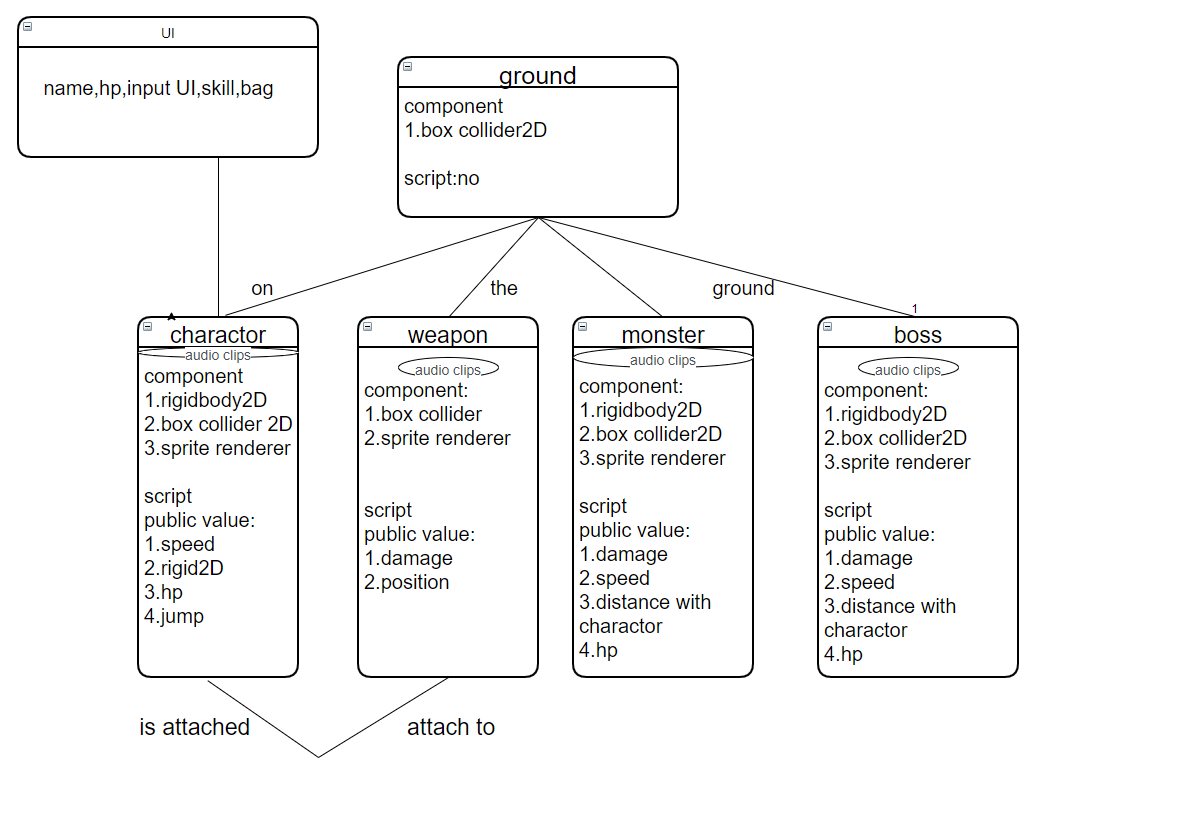 UI
name,hp,input UI,skill,bag
ground
component
1.box collider2D
script:no
on
the
ground
1
charactor
audio clips
component
1.rigidbody2D
2.box collider 2D
3.sprite renderer
script
public value:
1.speed
2.rigid2D
3.hp
4.jump
weapon
audio clips
component:
1.box collider
2.sprite renderer
script
public value:
1.damage
2.position
monster
audio clips
component:
1.rigidbody2D
2.box collider2D
3.sprite renderer
script
public value:
1.damage
2.speed
3.distance with
charactor
4.hp
boss
audio clips
component:
1.rigidbody2D
2.box collider2D
3.sprite renderer
script
public value:
1.damage
2.speed
3.distance with
charactor
4.hp
is attached
attach to